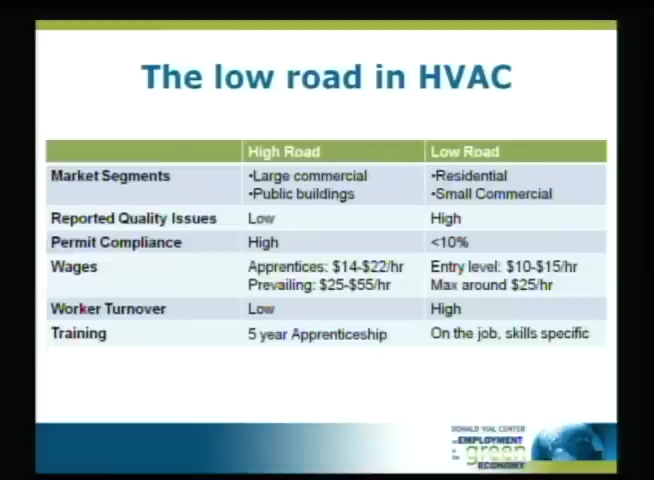 The low road in HVAC
High Road Low Road
Market Segments •Large commercial •Residential
•Public buildings •Small Commercial
Reported Quality Issues Low High
Permit Compliance High <10%
Wages Apprentices: $14-$22/hr Entry level: $10-$15/hr
Prevailing: $25-$55/hr Max around $25/hr
Worker Turnover Low High
Training 5 year Apprenticeship On the job, skills specific
DONALD VIAL CENTER
EMPLOYMENT
green
ECONOMY